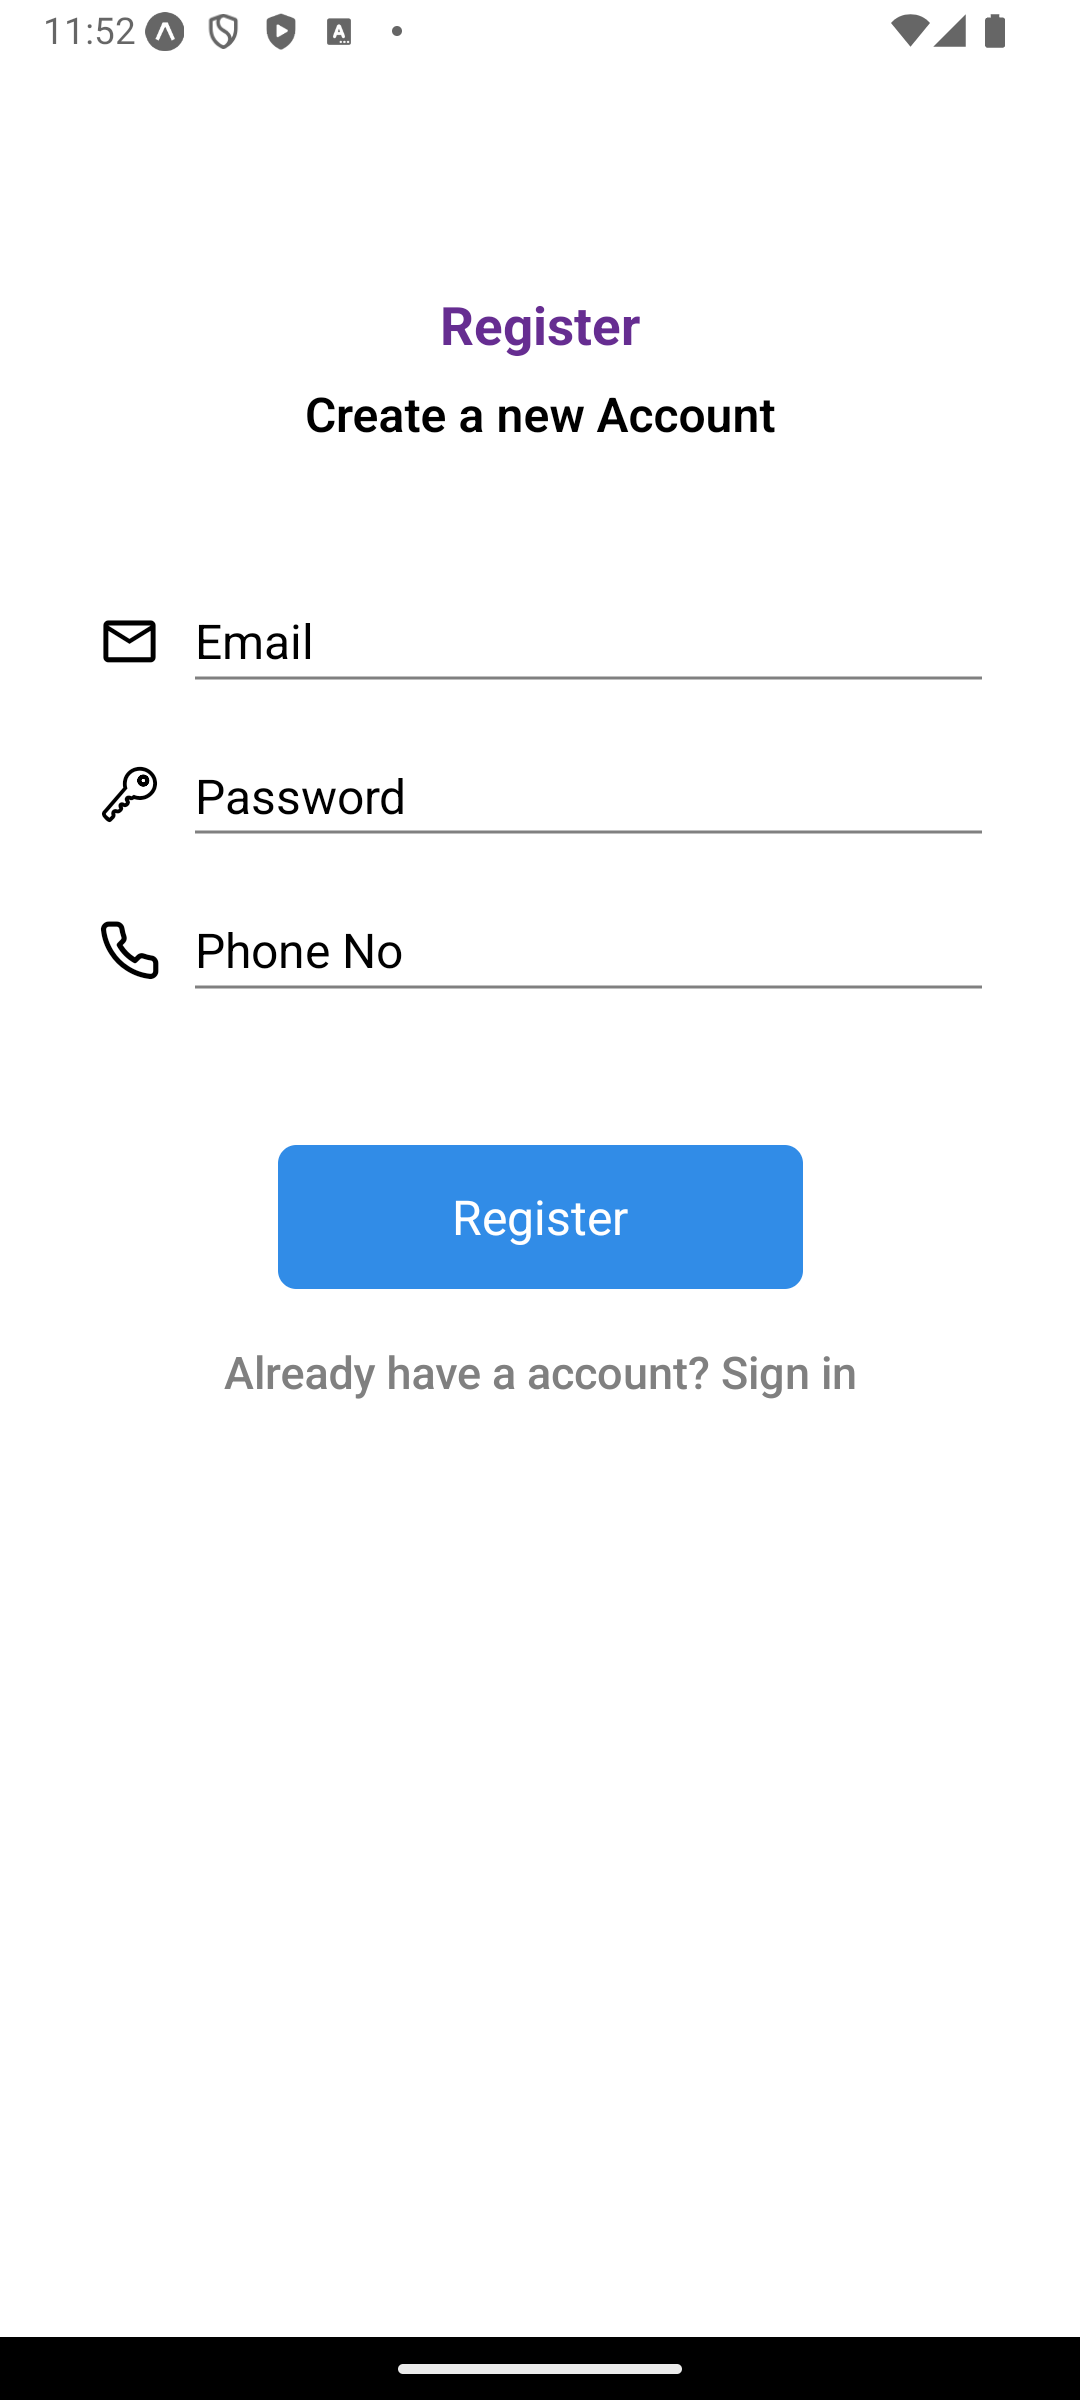 11:52
Register
Create a new Account
Email
Password
Phone No
Register
Already have a account? Sign in